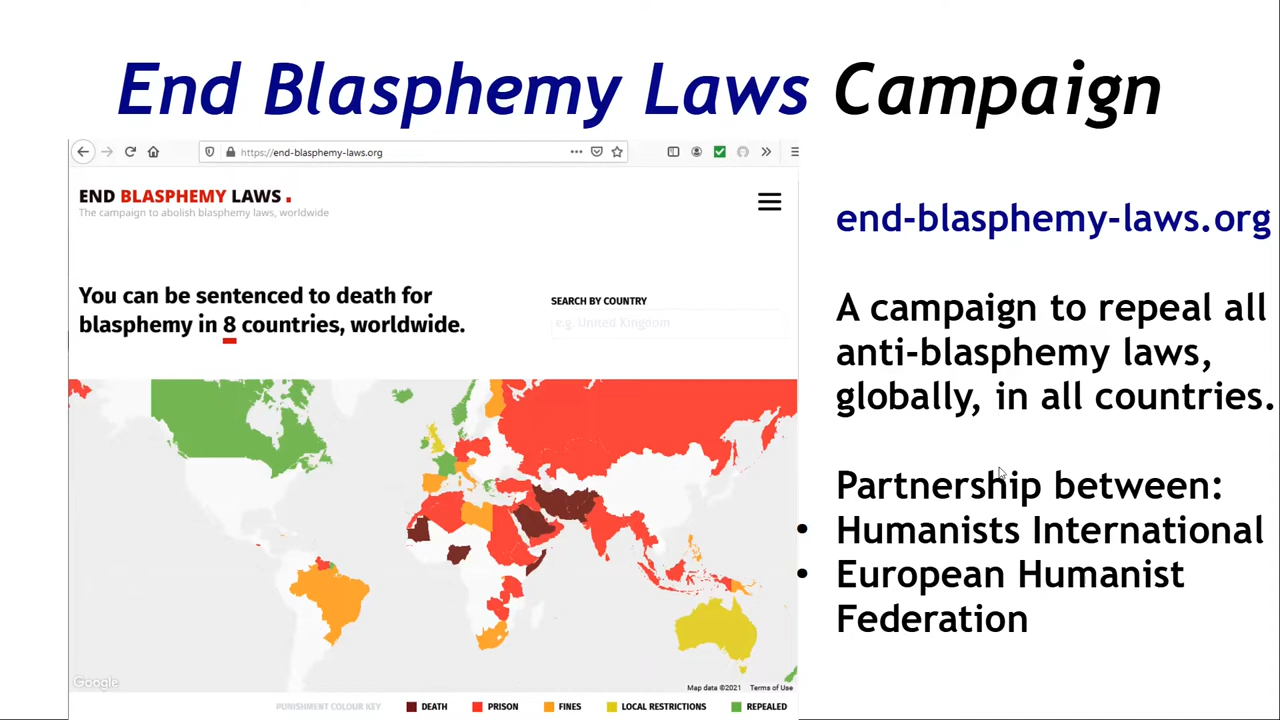 End Blasphemy Laws Campaign
https://end-blasphemy-laws.org
END BLASPHEMY LAWS .
The campaign to abolish blasphemy laws, worldwide
You can be sentenced to death for
blasphemy in 8 countries, worldwide.
SEARCH BY COUNTRY
e.g. United Kingdom
Google
Map data ©2021 Terms of Use
PUNISHMENT COLOUR KEY DEATH PRISON FINES LOCAL RESTRICTIONS REPEALED
end-blasphemy-laws.org
A campaign to repeal all
anti-blasphemy laws,
globally, in all countries.
Partnership between:
• Humanists International
• European Humanist
Federation